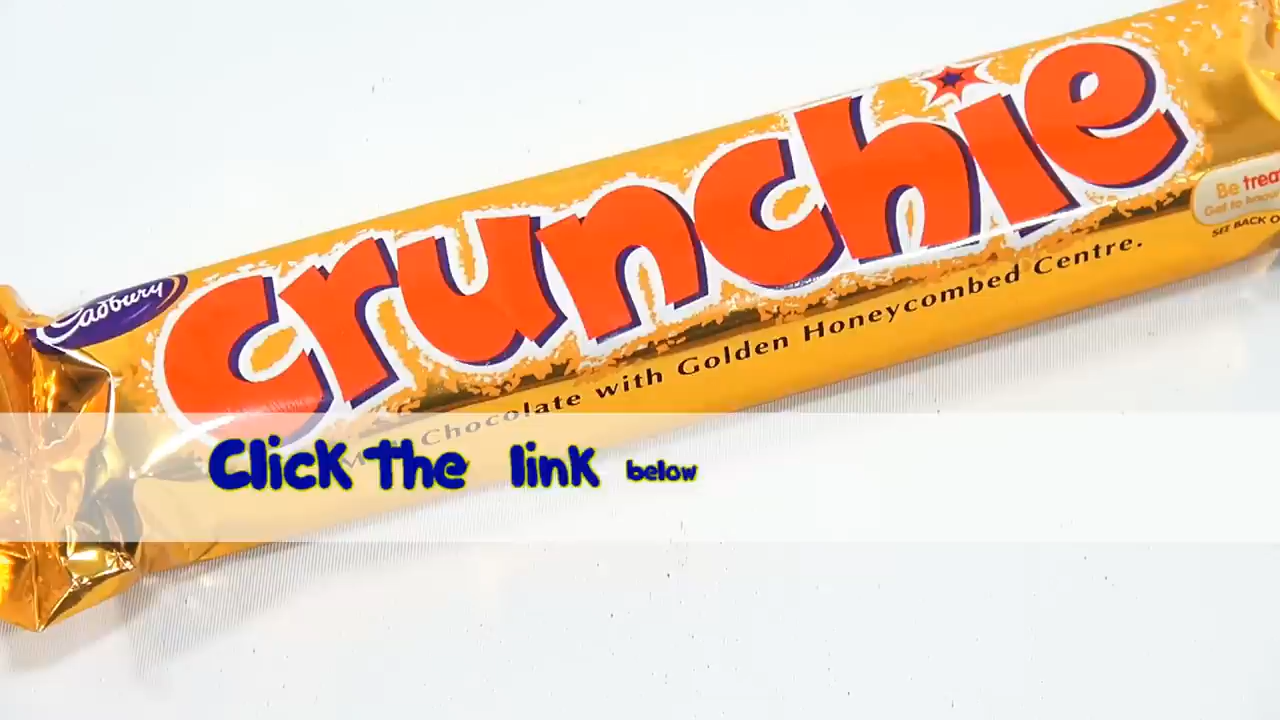 Cadbury
crunchie
Chocolate with Golden Honeycombed Centre.
Be trea
SEE BACK O
Click the link below